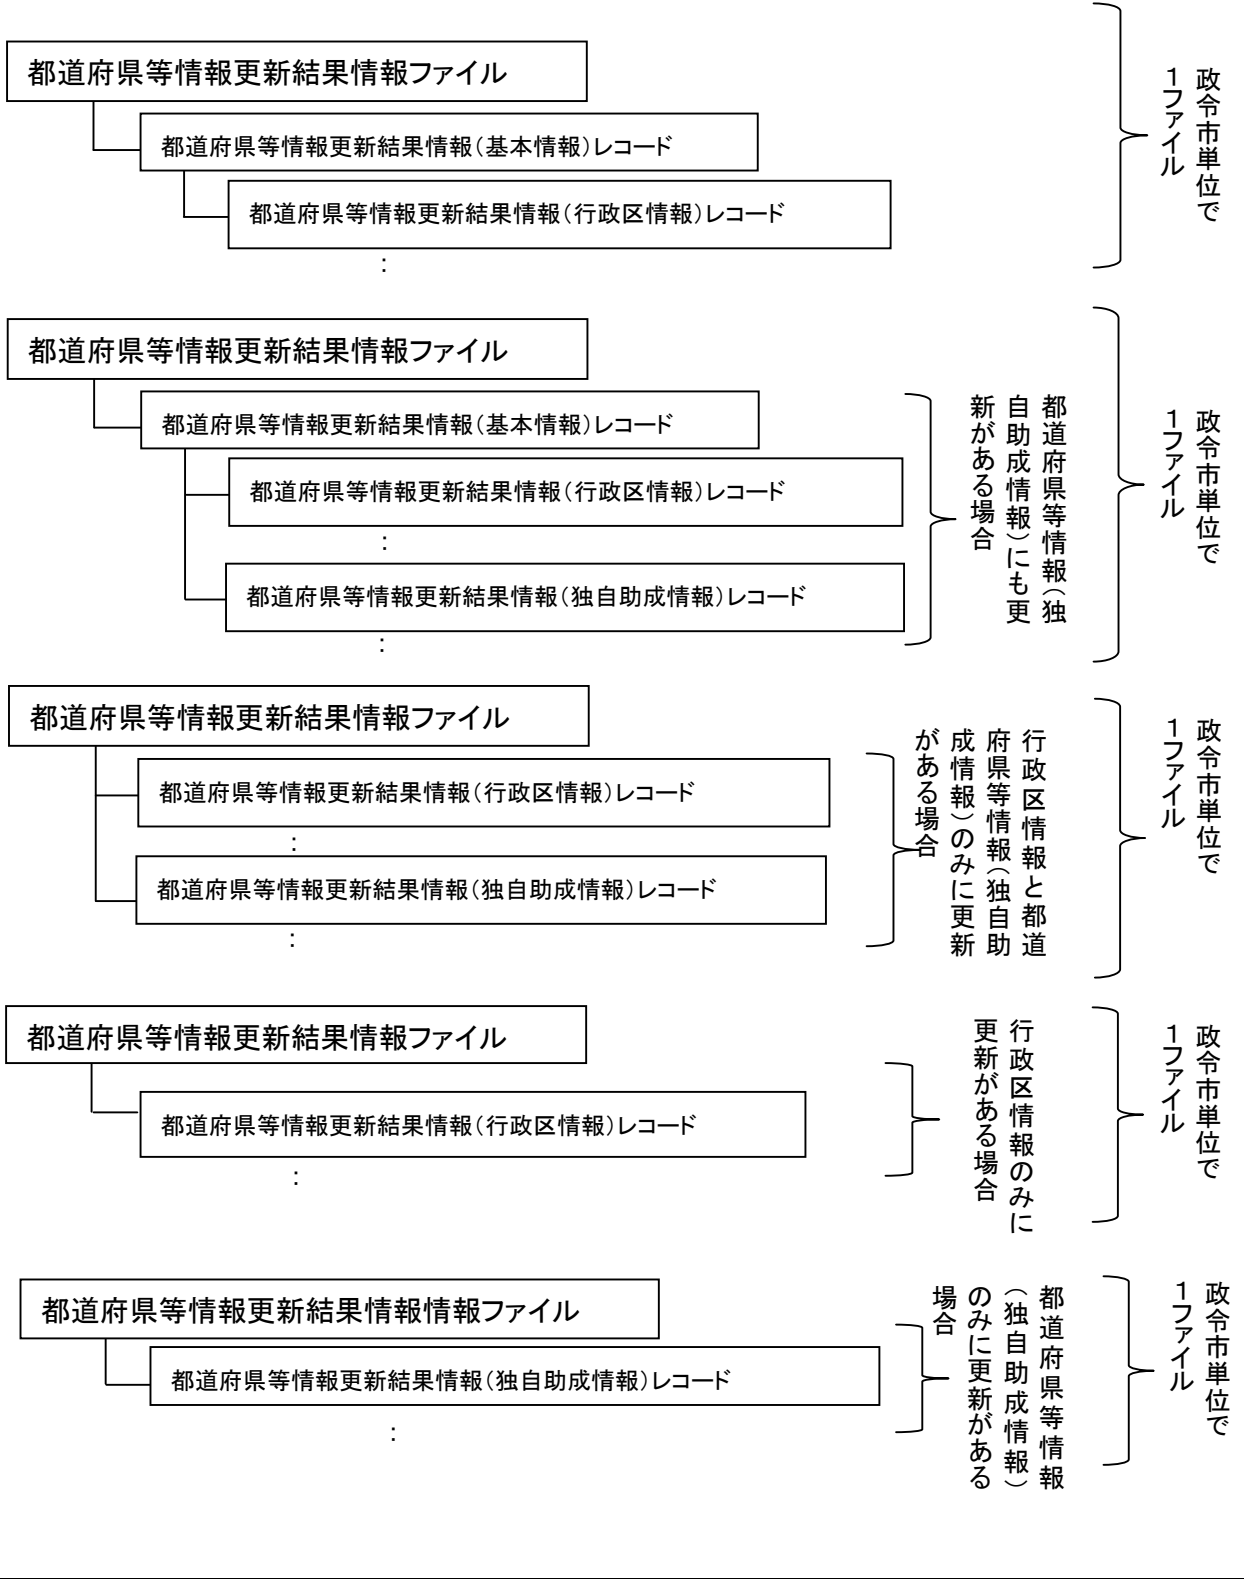 都道府県等情報更新結果情報ファイル
都道府県等情報更新結果情報（基本情報）レコード
都道府県等情報更新結果情報（行政区情報）レコード
：
政令市単位で
１ファイル
都道府県等情報更新結果情報ファイル
都道府県等情報更新結果情報（基本情報）レコード
都道府県等情報更新結果情報（行政区情報）レコード
：
都道府県等情報更新結果情報（独自助成情報）レコード
：
都道府県等情報（独
自助成情報）にも更
新がある場合
政令市単位で
１ファイル
都道府県等情報更新結果情報ファイル
都道府県等情報更新結果情報（行政区情報）レコード
：
都道府県等情報更新結果情報（独自助成情報）レコード
：
行政区情報と都道
府県等情報（独自助
成情報）のみに更新
がある場合
政令市単位で
１ファイル
都道府県等情報更新結果情報ファイル
都道府県等情報更新結果情報（行政区情報）レコード
：
行政区情報のみに
更新がある場合
政令市単位で
１ファイル
都道府県等情報更新結果情報情報ファイル
都道府県等情報更新結果情報（独自助成情報）レコード
：
都道府県等情報
（独自助成情報）
のみに更新がある
場合
政令市単位で
１ファイル